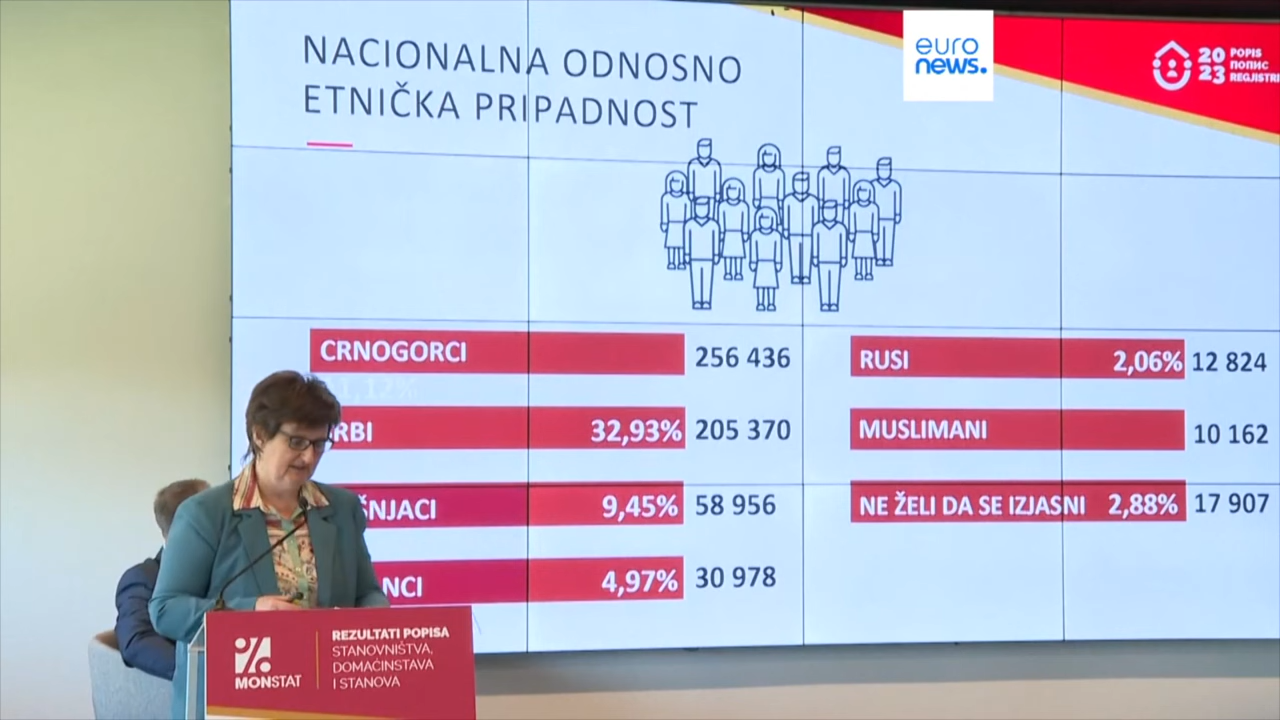 NACIONALNA ODNOSNO
ETNIČKA PRIPADNOST
euro
news.
20
23
POPIS
ПОПИС
REGJISTRI
CRNOGORCI 256 436
RBI 32,93% 205 370
ŠNJACI 9,45% 58 956
NCI 4,97% 30 978
RUSI 2,06% 12 824
MUSLIMANI 10 162
NE ŽELI DA SE IZJASNI 2,88% 17 907
MONSTAT
REZULTATI POPISA
STANOVNIŠTVA,
DOMAĆINSTAVA
I STANOVA